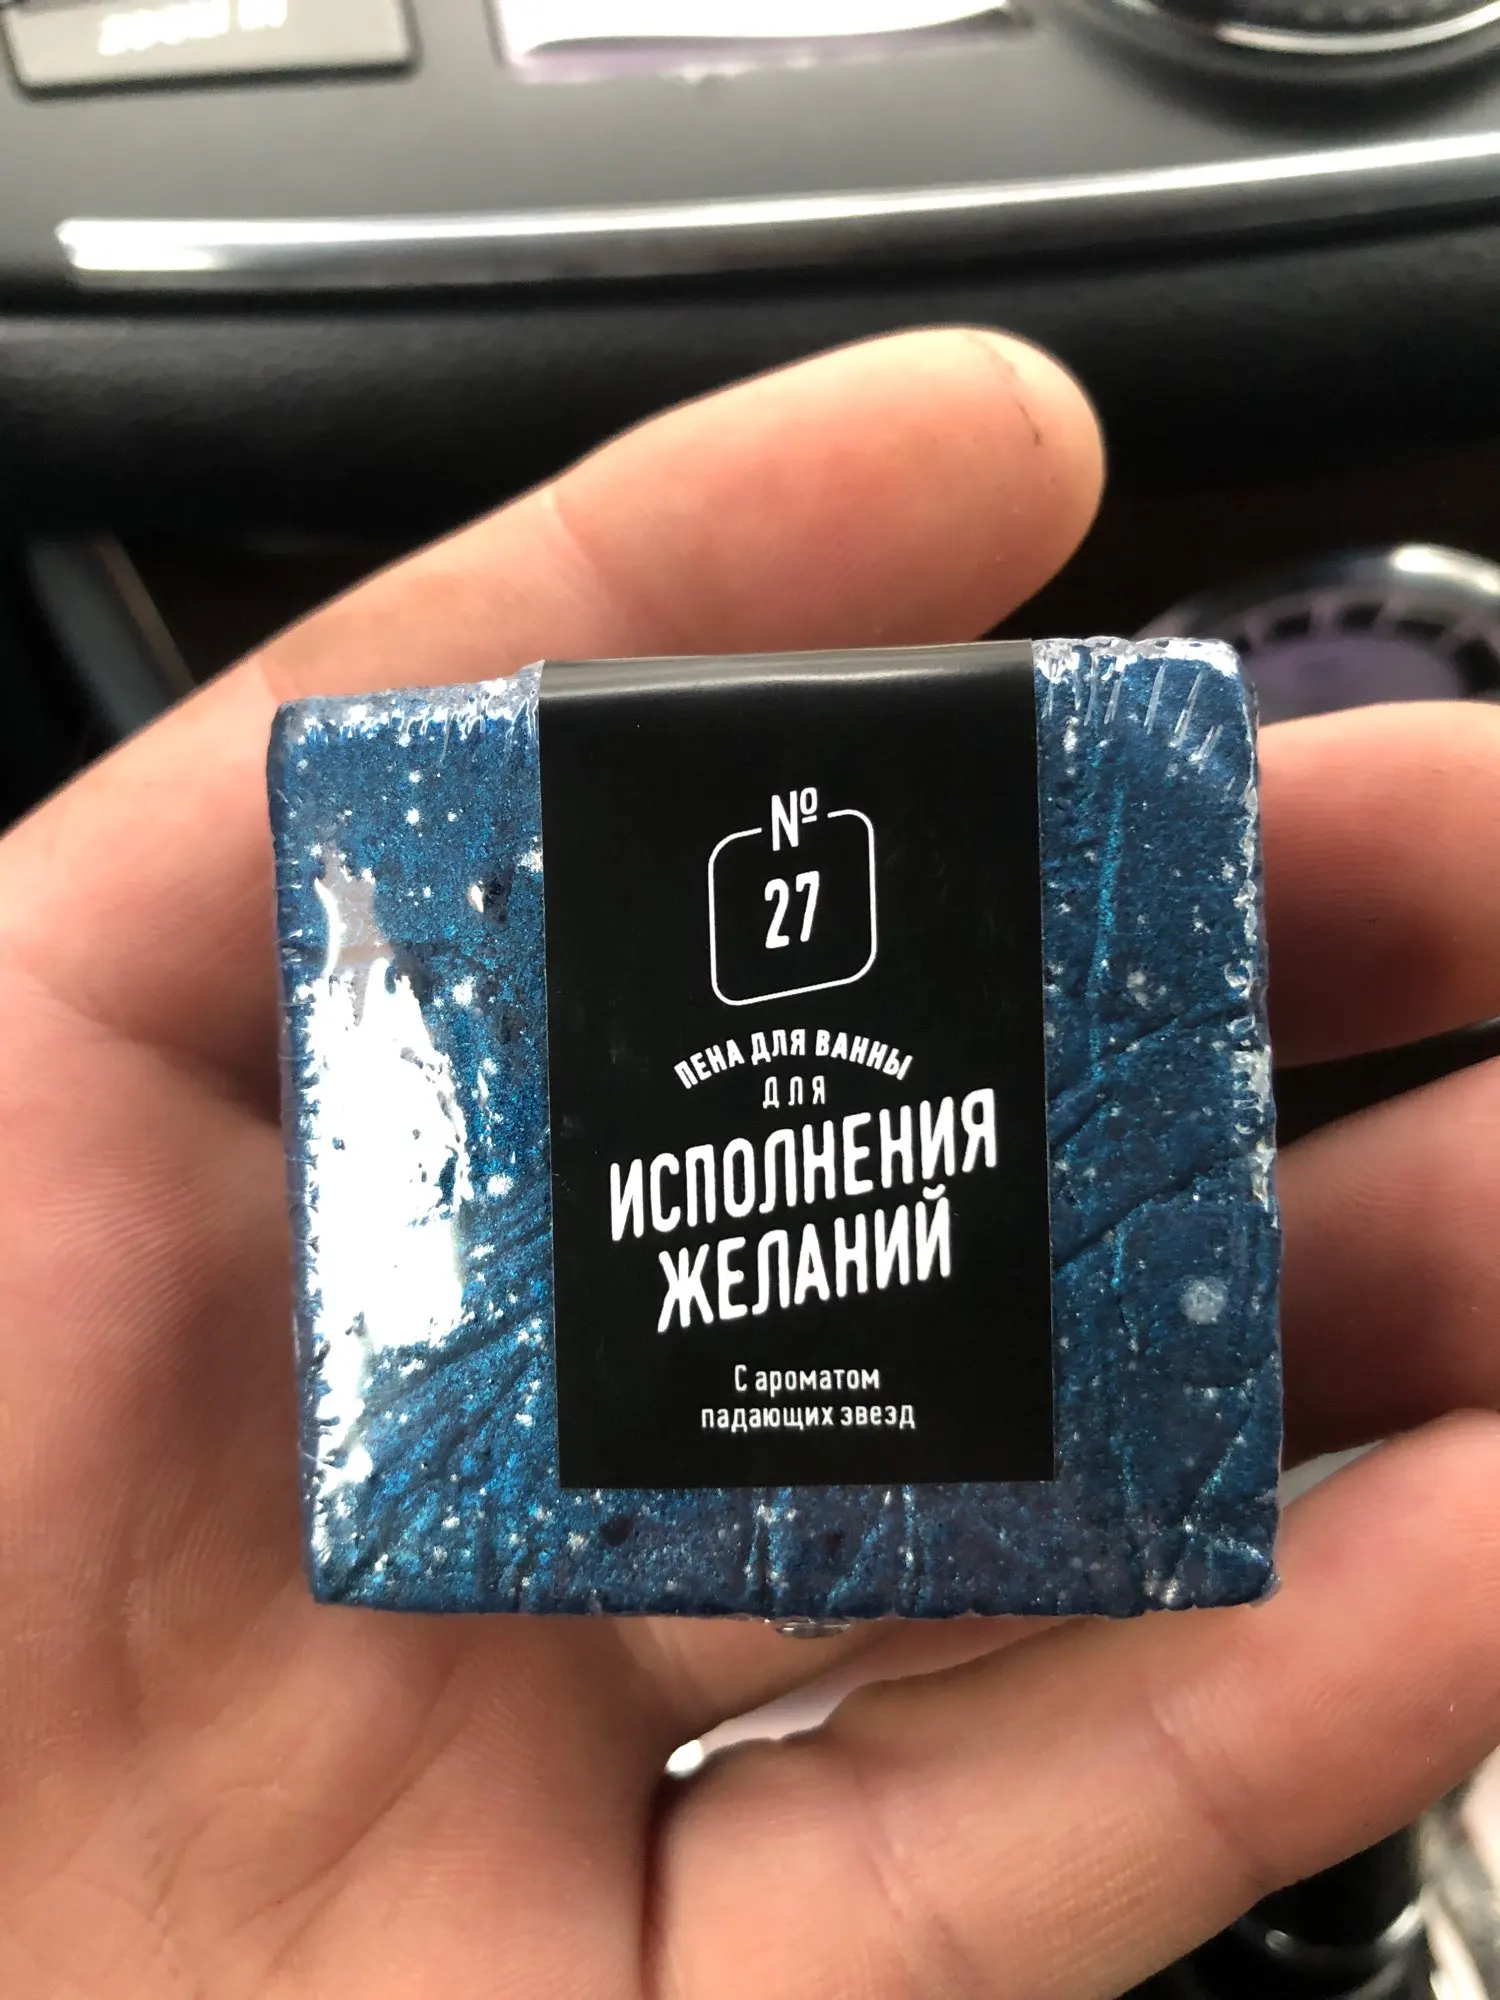 №
27
ПЕНА ДЛЯ ВАННЫ
ДЛЯ
ИСПОЛНЕНИЯ
ЖЕЛАНИЙ
С ароматом
падающих звезд